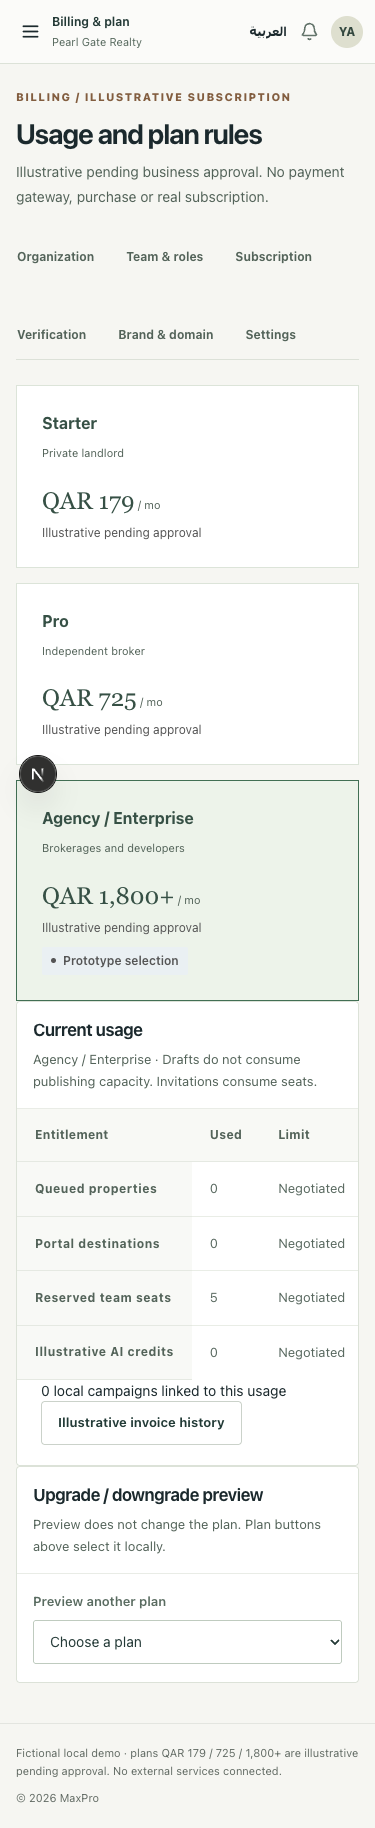 Billing & plan
Pearl Gate Realty
العربية
YA
BILLING / ILLUSTRATIVE SUBSCRIPTION
Usage and plan rules
Illustrative pending business approval. No payment
gateway, purchase or real subscription.
Organization Team & roles Subscription
Verification Brand & domain Settings
Starter
Private landlord
QAR 179 / mo
Illustrative pending approval
Pro
Independent broker
QAR 725 / mo
Illustrative pending approval
N
Agency / Enterprise
Brokerages and developers
QAR 1,800+ / mo
Illustrative pending approval
Prototype selection
Current usage
Agency / Enterprise · Drafts do not consume
publishing capacity. Invitations consume seats.
Entitlement Used Limit
Queued properties 0 Negotiated
Portal destinations 0 Negotiated
Reserved team seats 5 Negotiated
Illustrative AI credits 0 Negotiated
0 local campaigns linked to this usage
Illustrative invoice history
Upgrade / downgrade preview
Preview does not change the plan. Plan buttons
above select it locally.
Preview another plan
Choose a plan
Fictional local demo · plans QAR 179 / 725 / 1,800+ are illustrative
pending approval. No external services connected.
© 2026 MaxPro